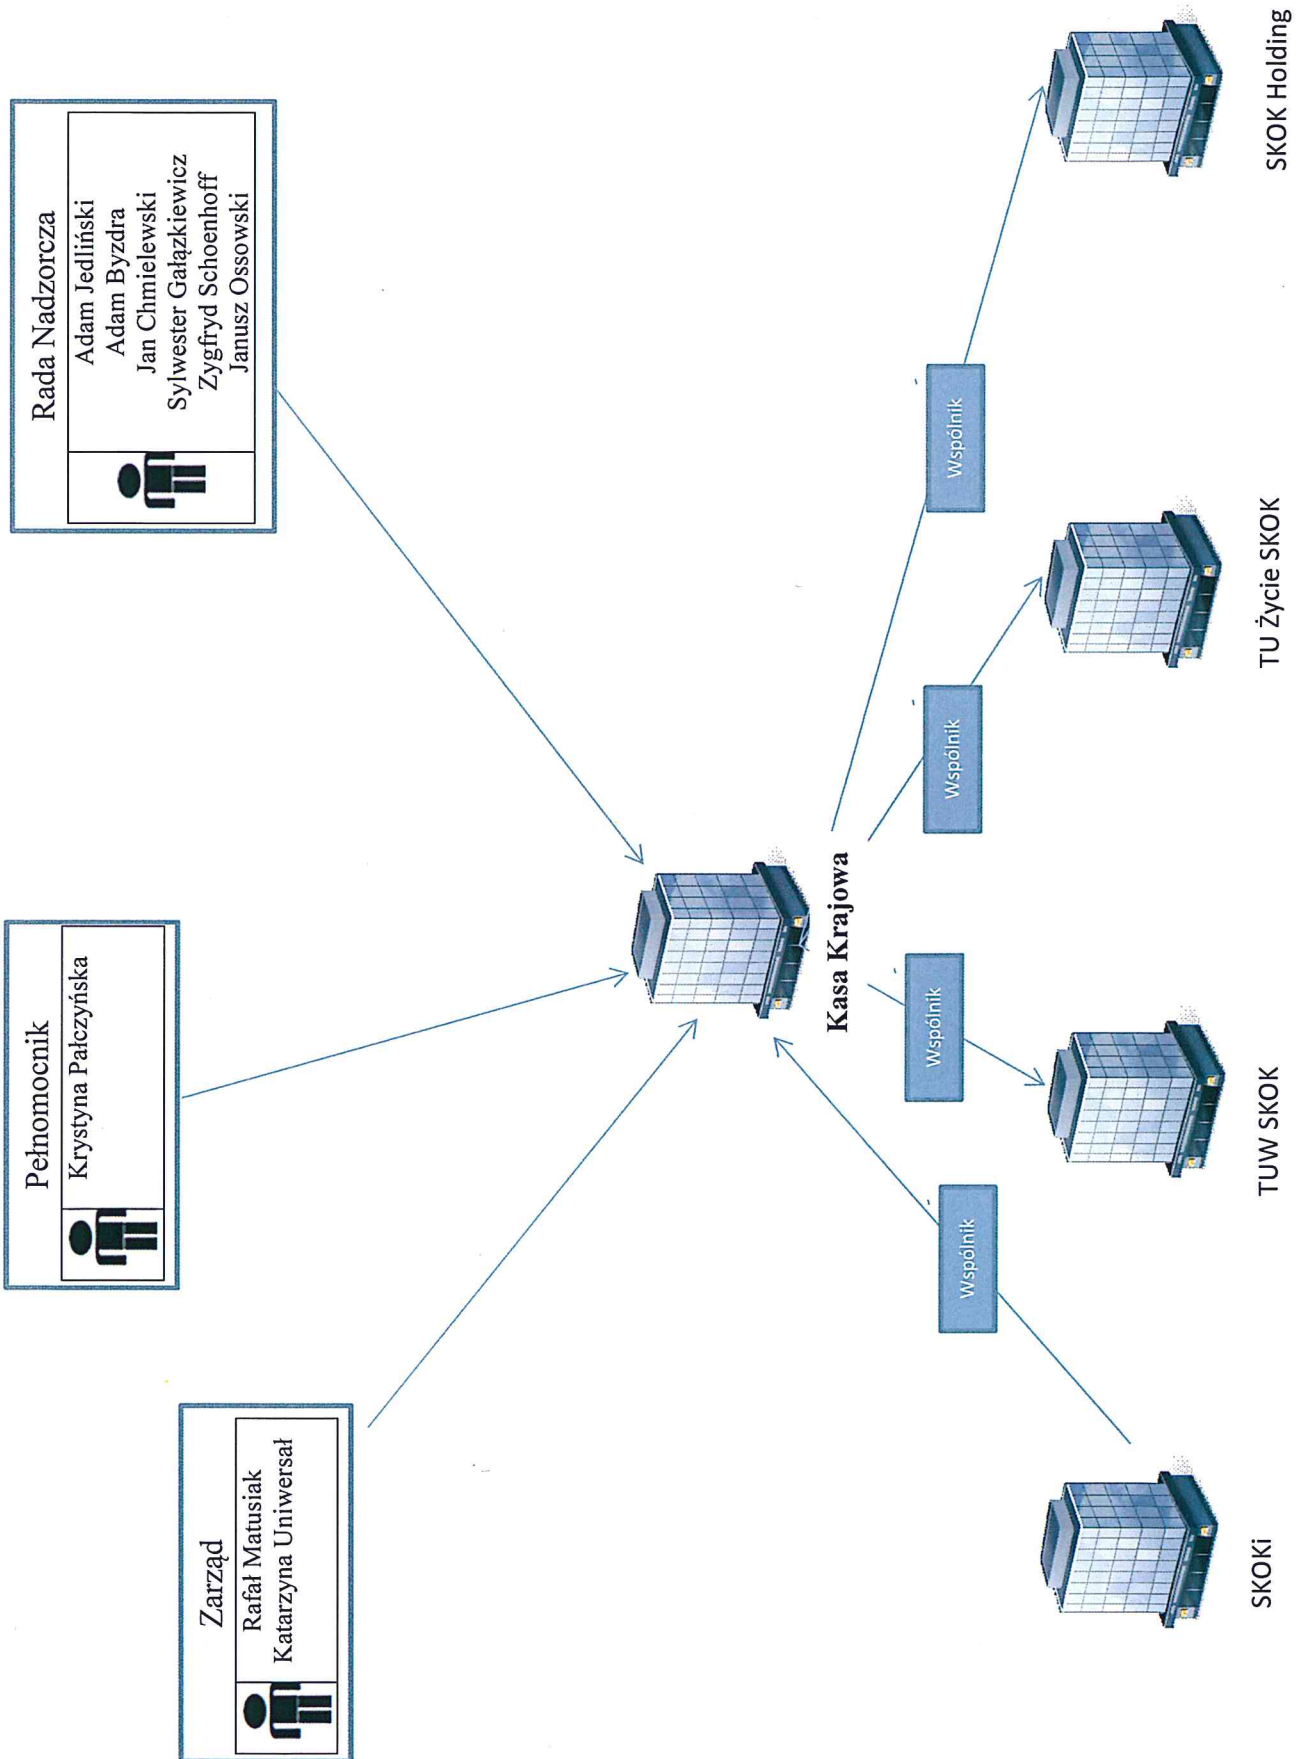 Zarząd
Rafał Matusiak
Katarzyna Uniwersał
Pełnomocnik
Krystyna Pałczyńska
Rada Nadzorcza
Adam Jedliński
Adam Byzdra
Jan Chmielewski
Sylwester Gałązkiewicz
Zygfryd Schoenhoff
Janusz Ossowski
Kasa Krajowa
Wspólnik
Wspólnik
Wspólnik
Wspólnik
SKOKi
TUW SKOK
TU Życie SKOK
SKOK Holding